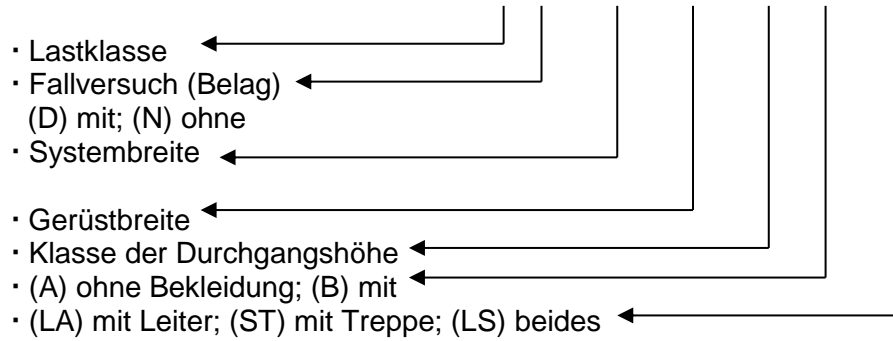 · Lastklasse
· Fallversuch (Belag)
(D) mit; (N) ohne
· Systembreite
· Gerüstbreite
· Klasse der Durchgangshöhe
· (A) ohne Bekleidung; (B) mit
· (LA) mit Leiter; (ST) mit Treppe; (LS) beides